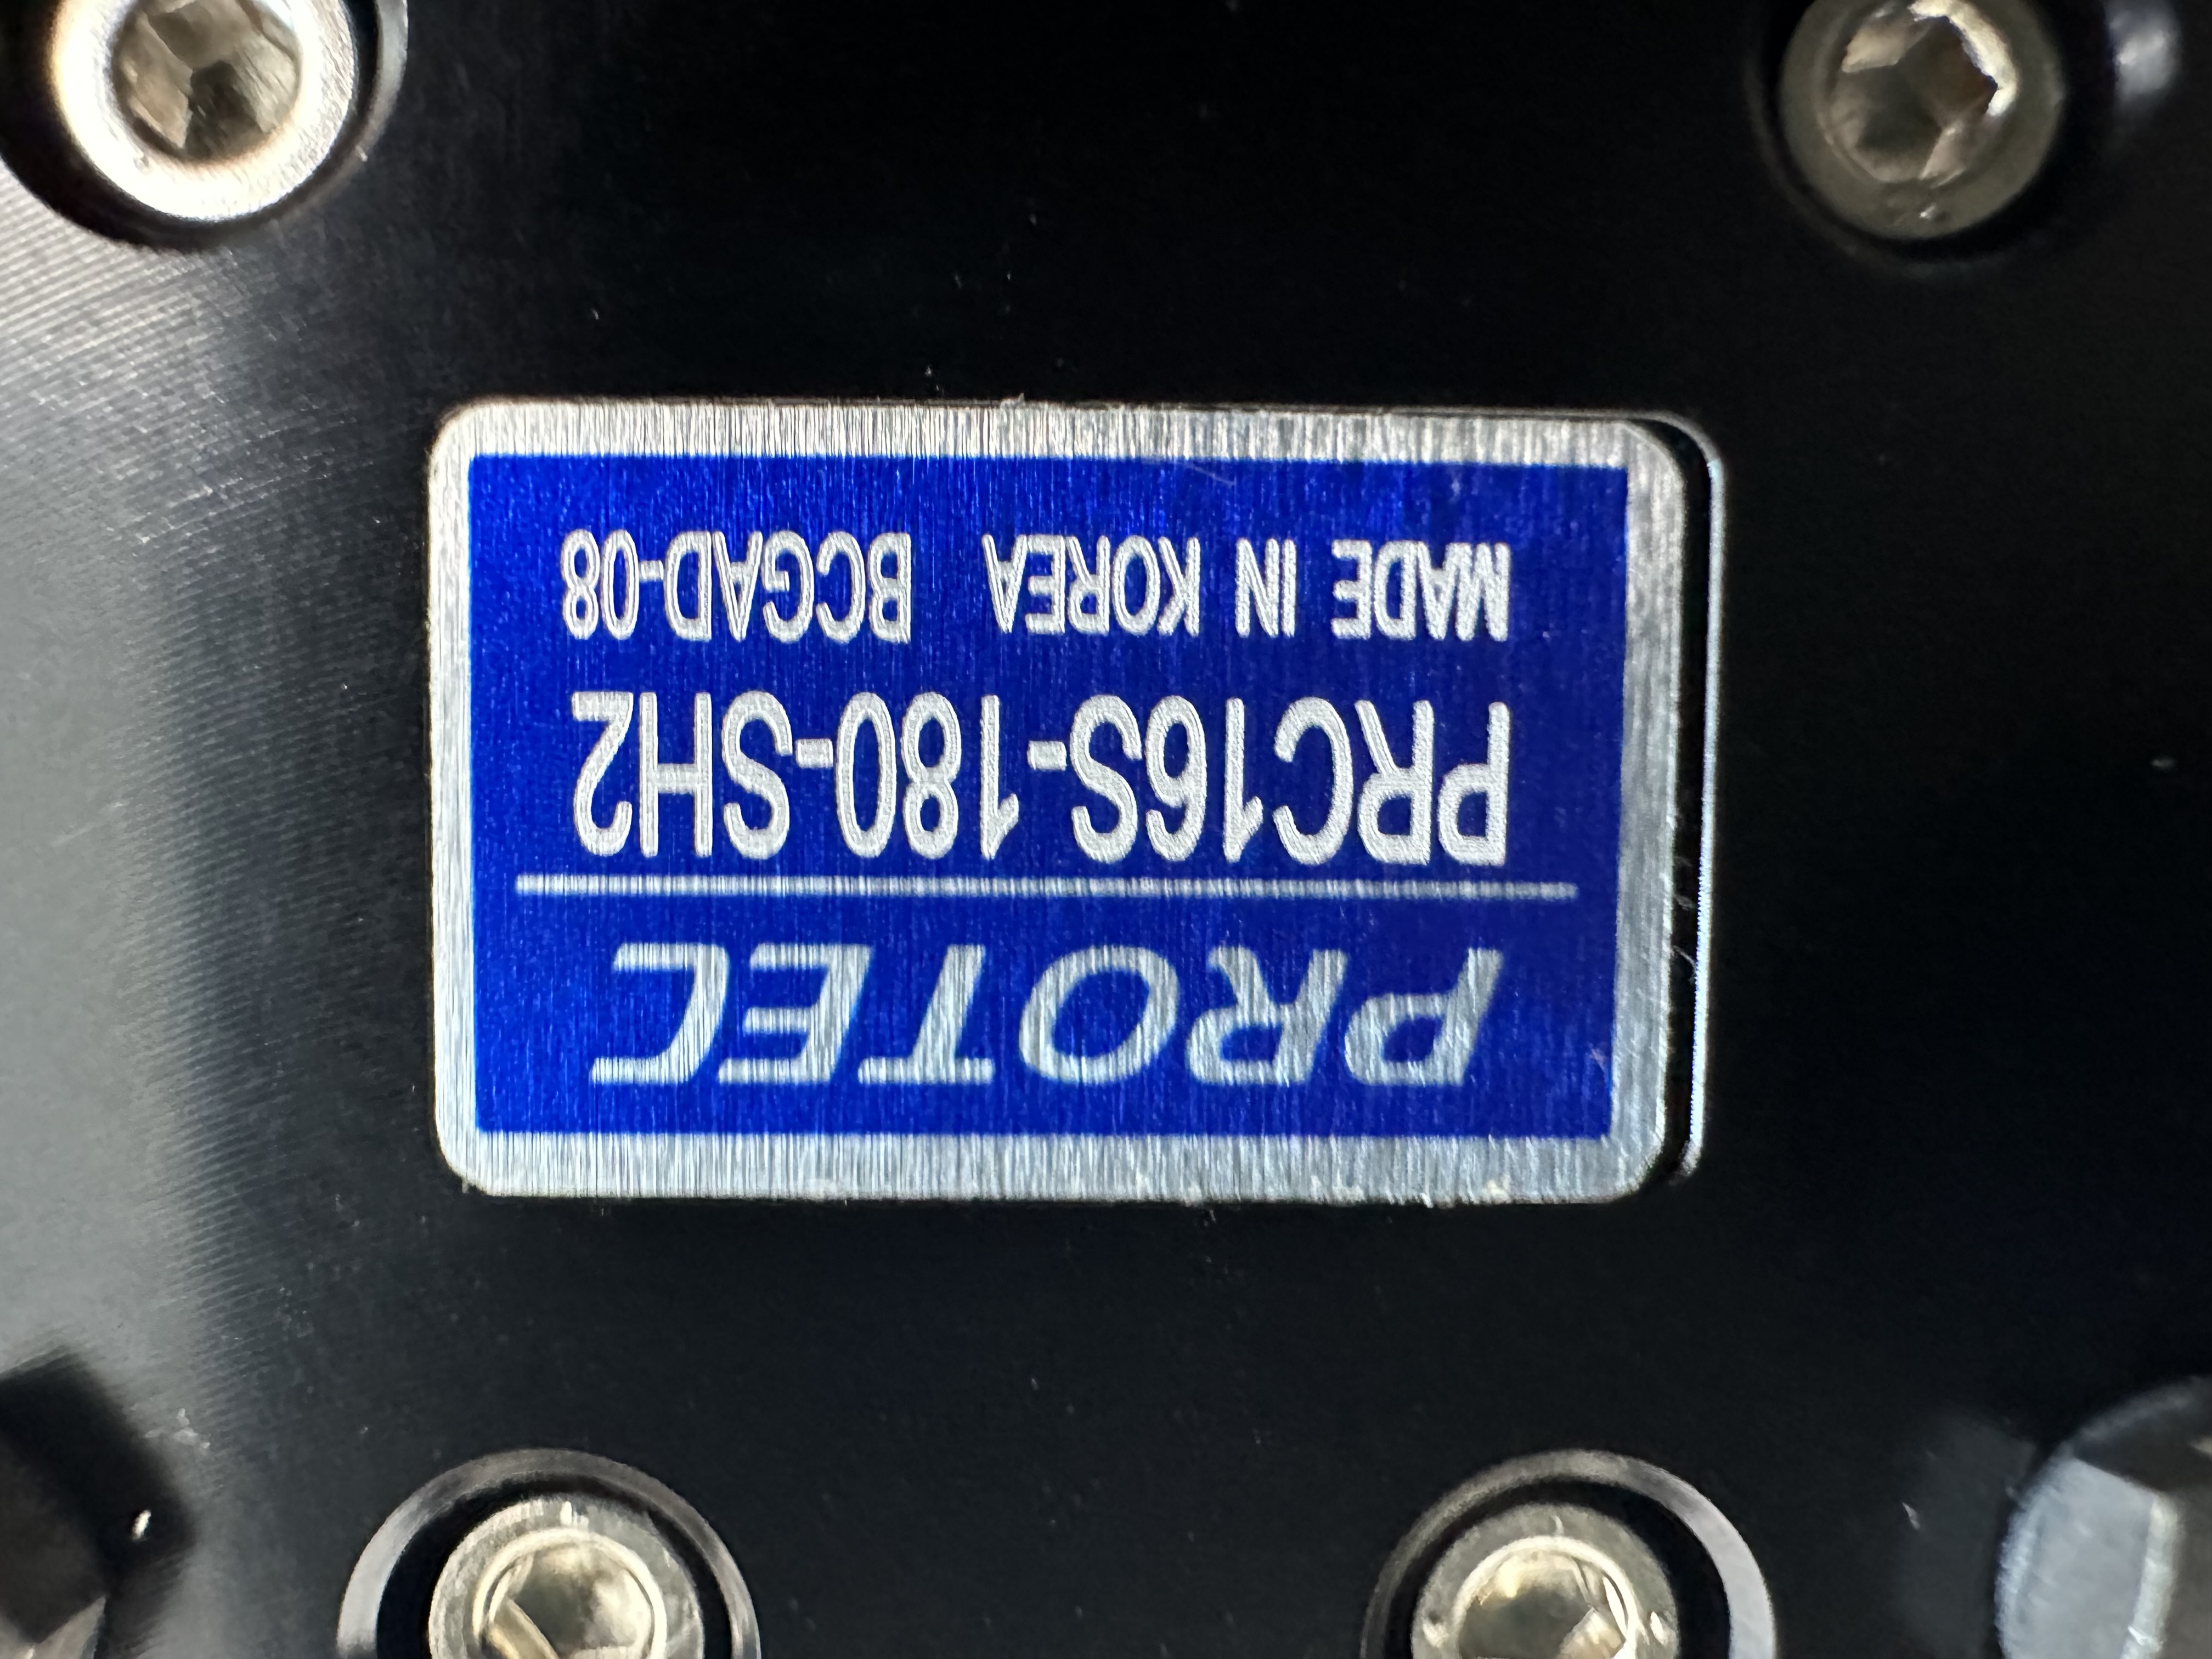 PROTEC
PRC16S-180-SH2
MADE IN KOREA BCGAD-08